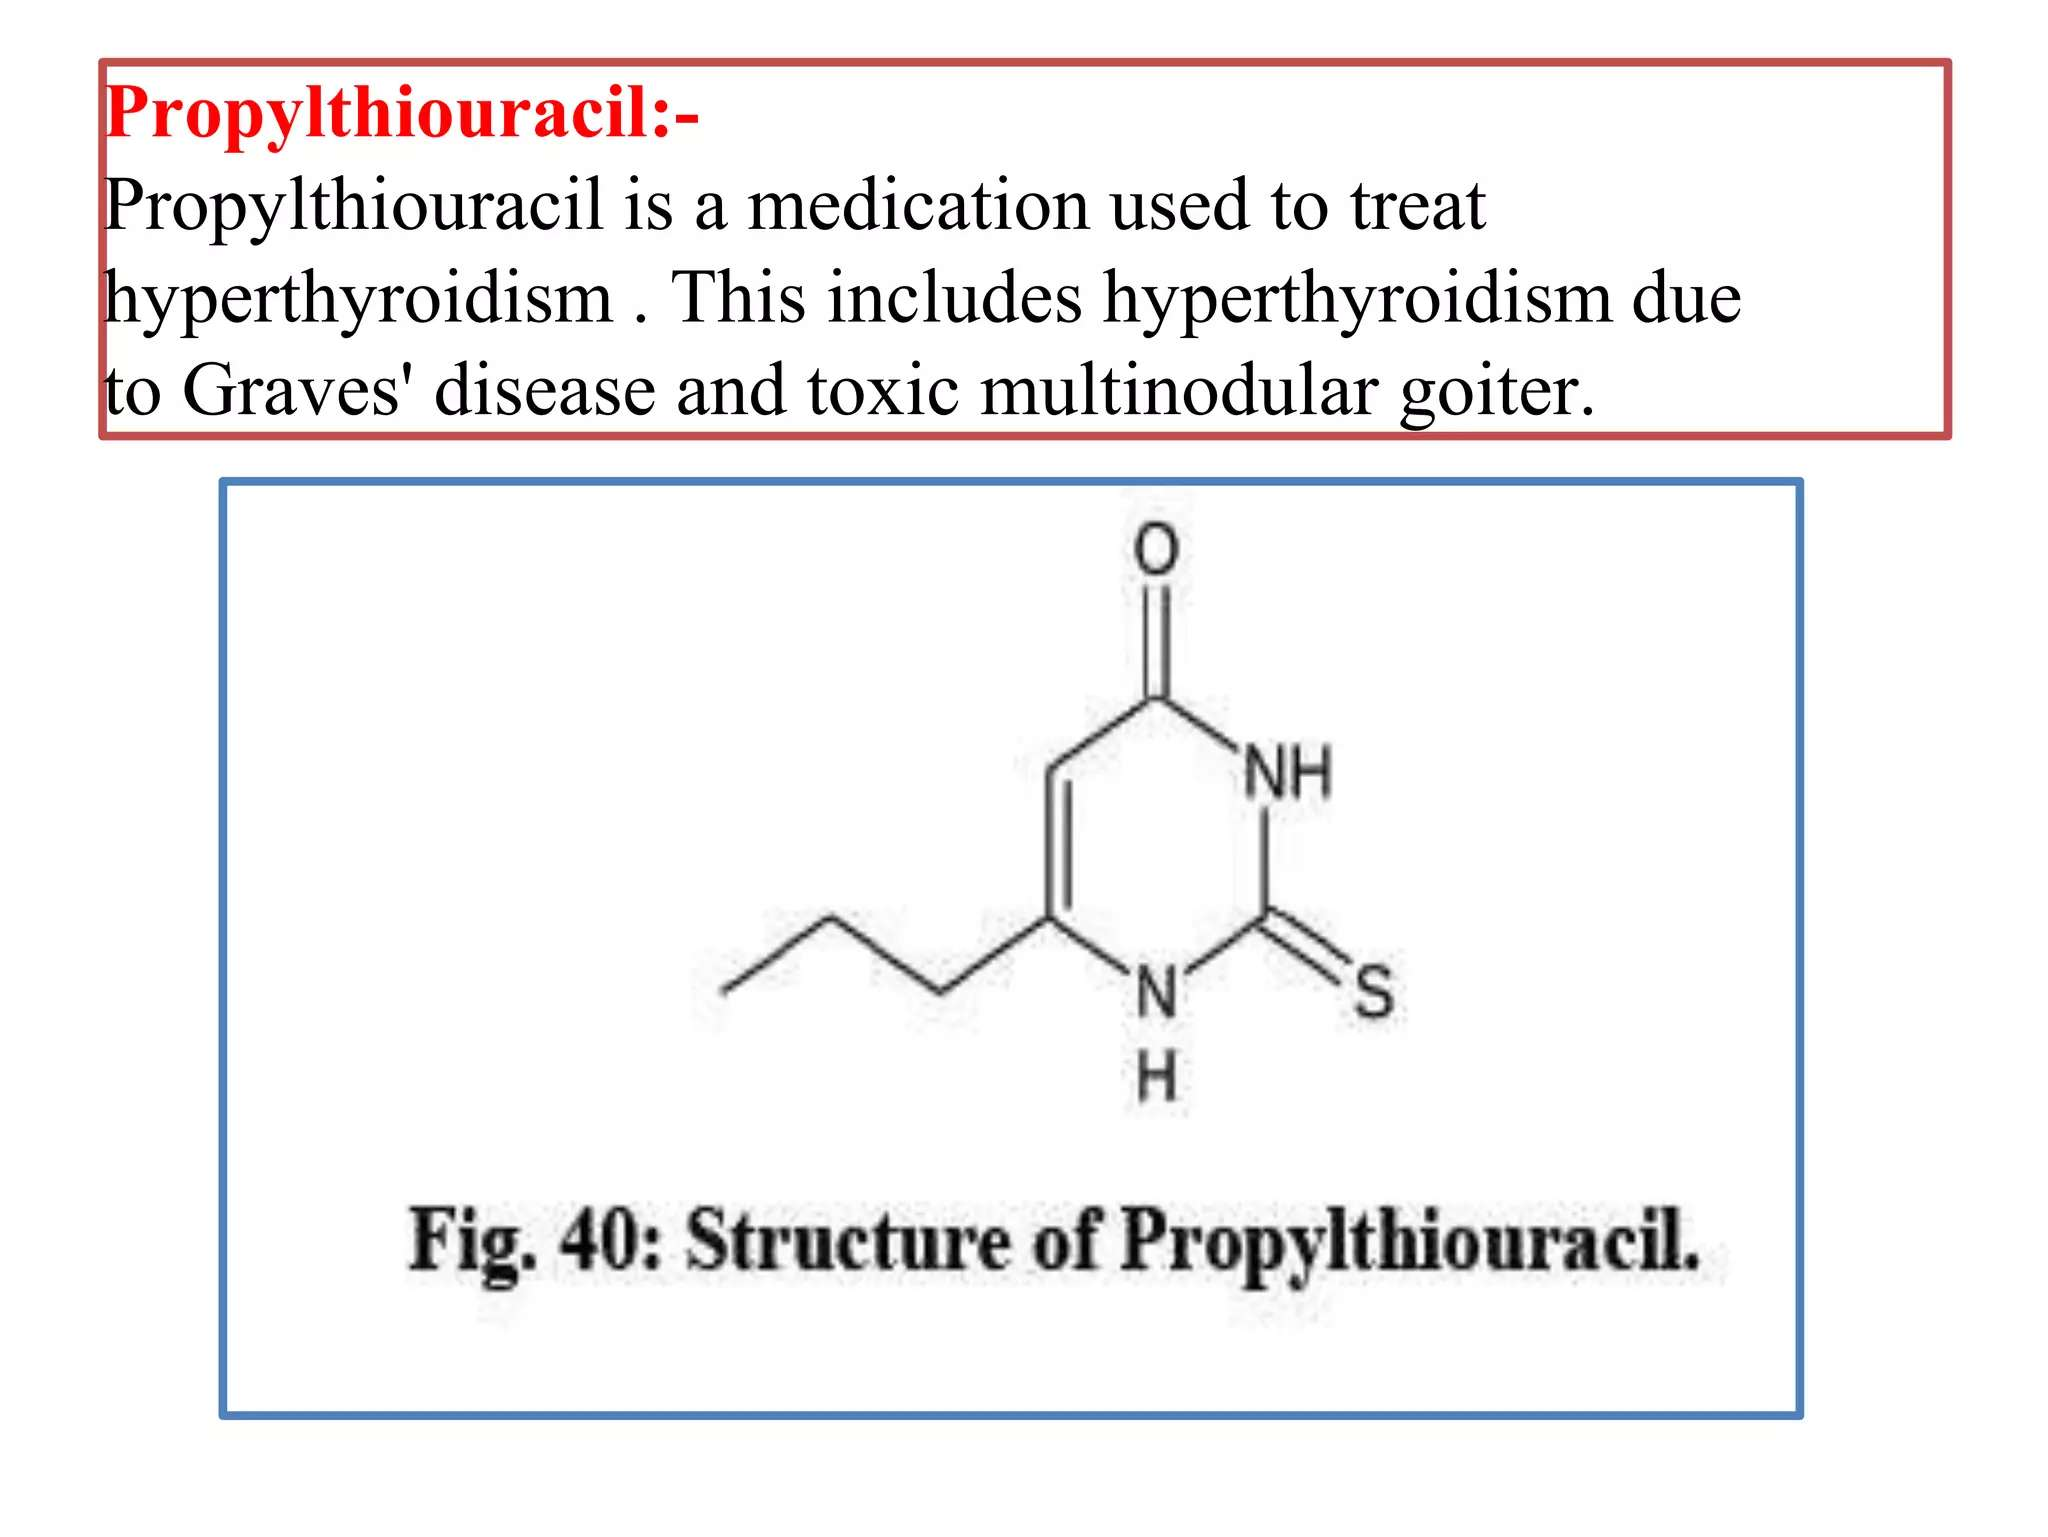 Propylthiouracil:-
Propylthiouracil is a medication used to treat
hyperthyroidism . This includes hyperthyroidism due
to Graves' disease and toxic multinodular goiter.
O
NH
N
S
H
Fig. 40: Structure of Propylthiouracil.